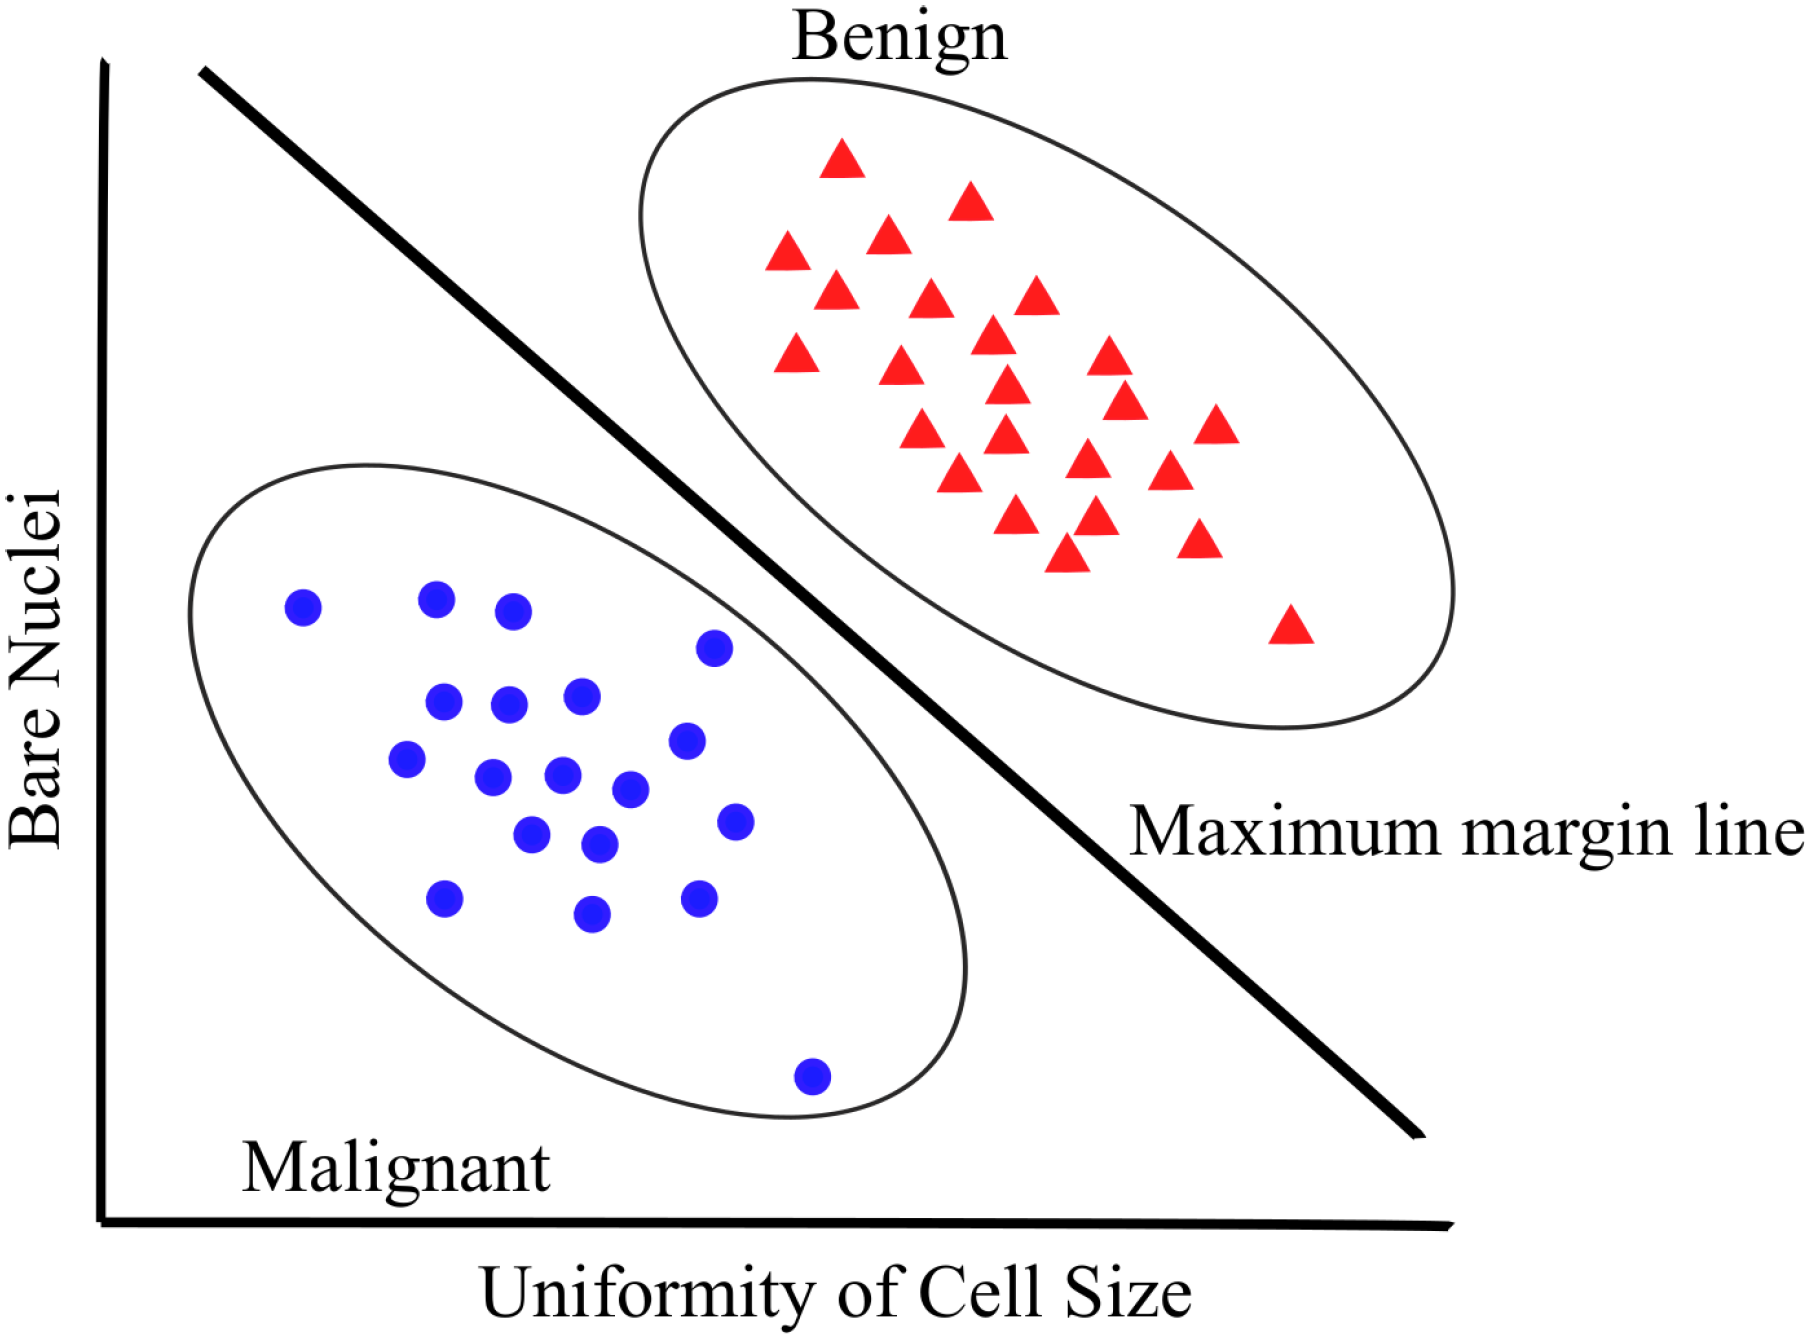 Benign
Bare Nuclei
Maximum margin line
Malignant
Uniformity of Cell Size